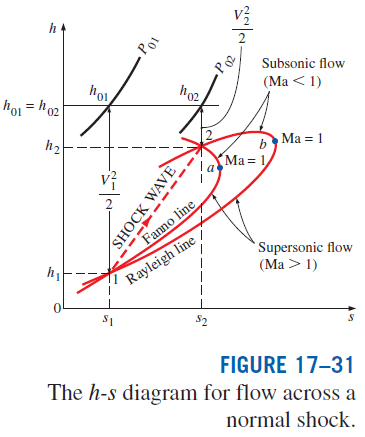 h
P01
P02
V2²
2
Subsonic flow
(Ma < 1)
h01
h02
h01 = h02
h2
2
b
Ma = 1
a
Ma = 1
V1²
2
SHOCK WAVE
Fanno line
Rayleigh line
Supersonic flow
(Ma > 1)
h1
1
0
s1
s2
s
FIGURE 17–31
The h-s diagram for flow across a
normal shock.